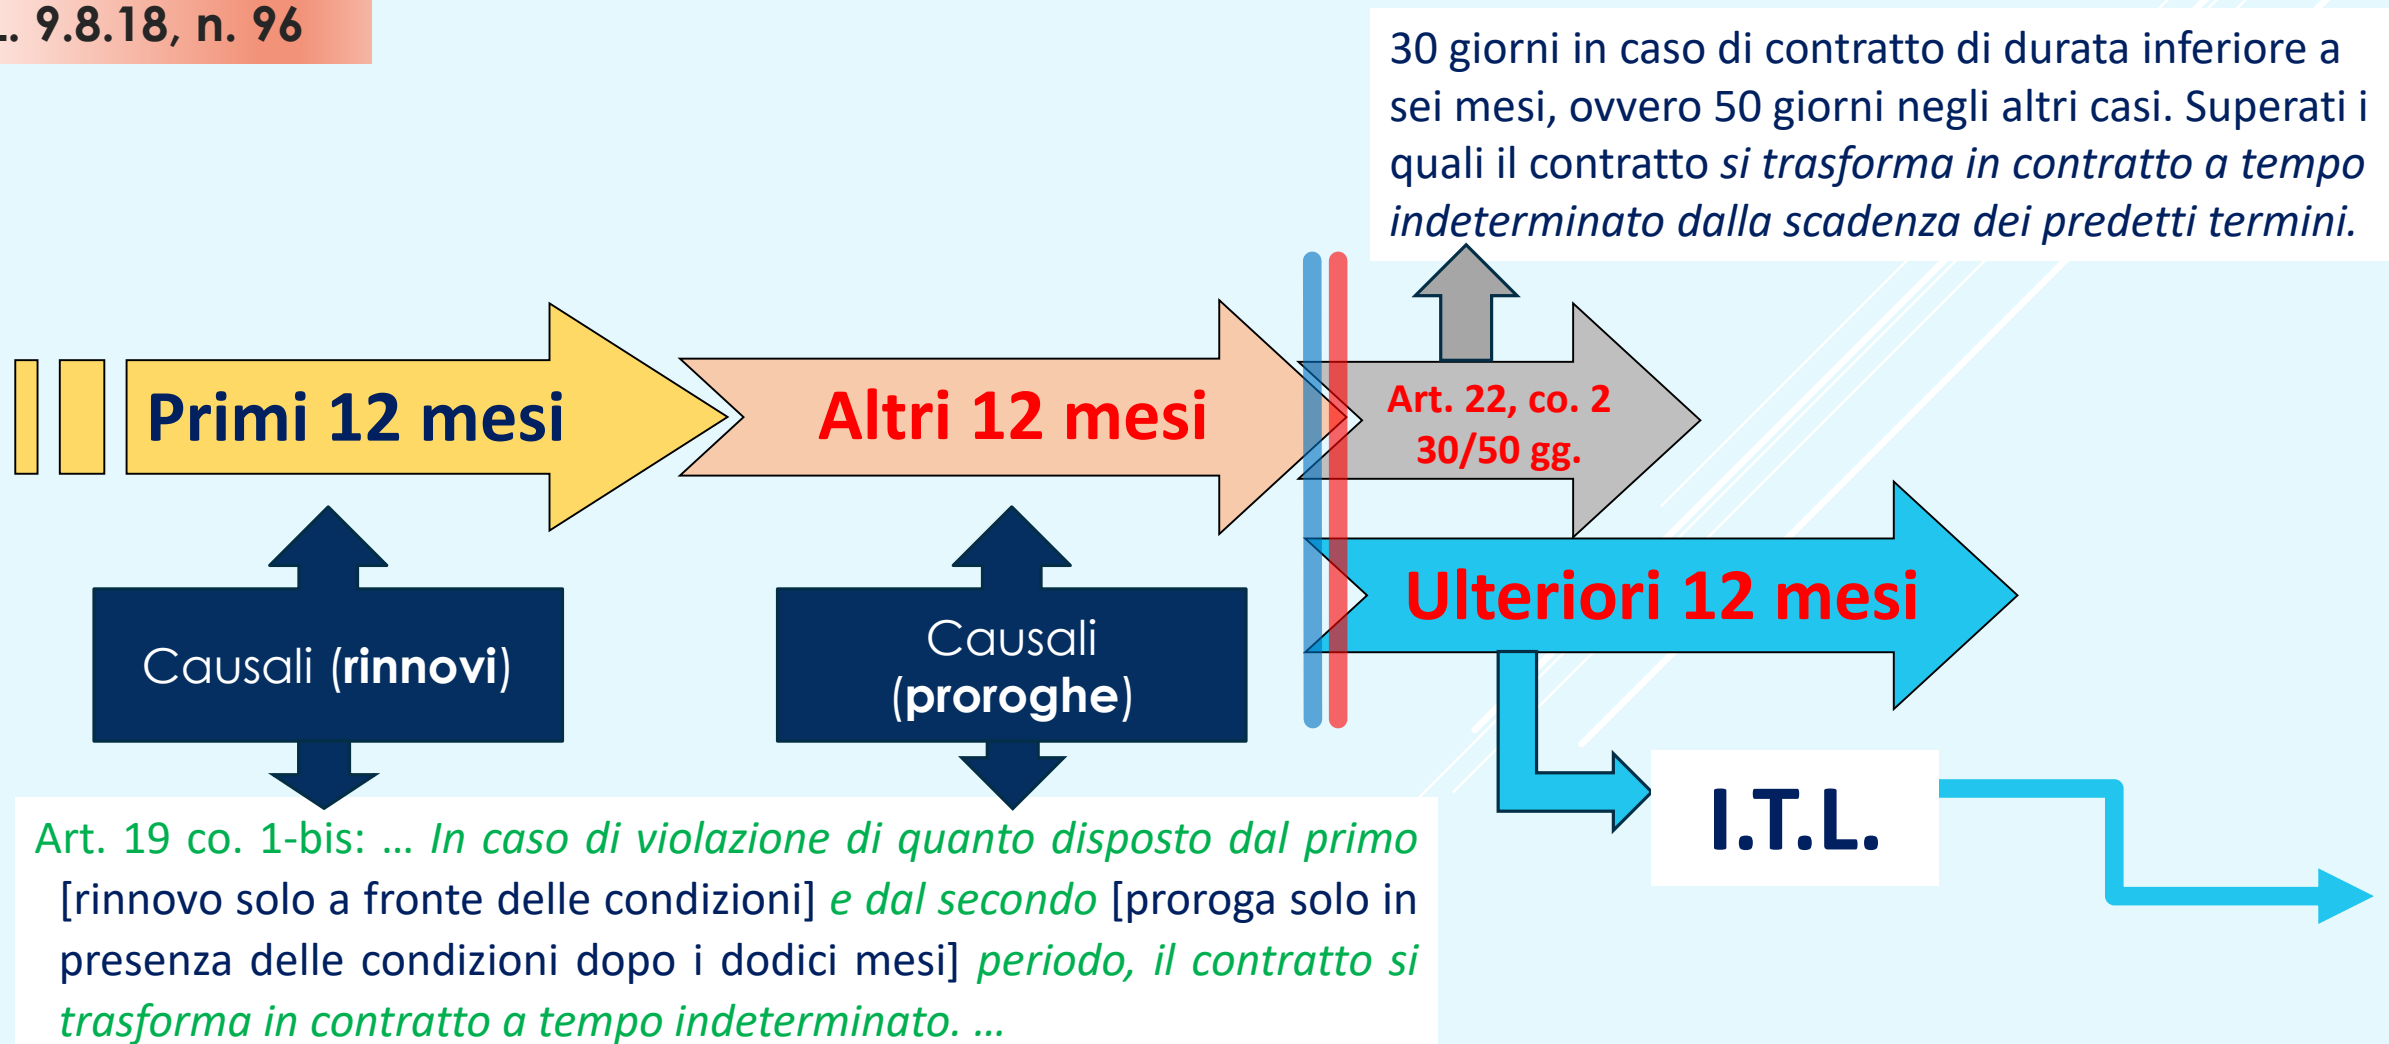 L. 9.8.18, n. 96
30 giorni in caso di contratto di durata inferiore a
sei mesi, ovvero 50 giorni negli altri casi. Superati i
quali il contratto si trasforma in contratto a tempo
indeterminato dalla scadenza dei predetti termini.
Primi 12 mesi
Altri 12 mesi
Art. 22, co. 2
30/50 gg.
Ulteriori 12 mesi
Causali (rinnovi)
Causali
(proroghe)
I.T.L.
Art. 19 co. 1-bis: … In caso di violazione di quanto disposto dal primo
[rinnovo solo a fronte delle condizioni] e dal secondo [proroga solo in
presenza delle condizioni dopo i dodici mesi] periodo, il contratto si
trasforma in contratto a tempo indeterminato. …